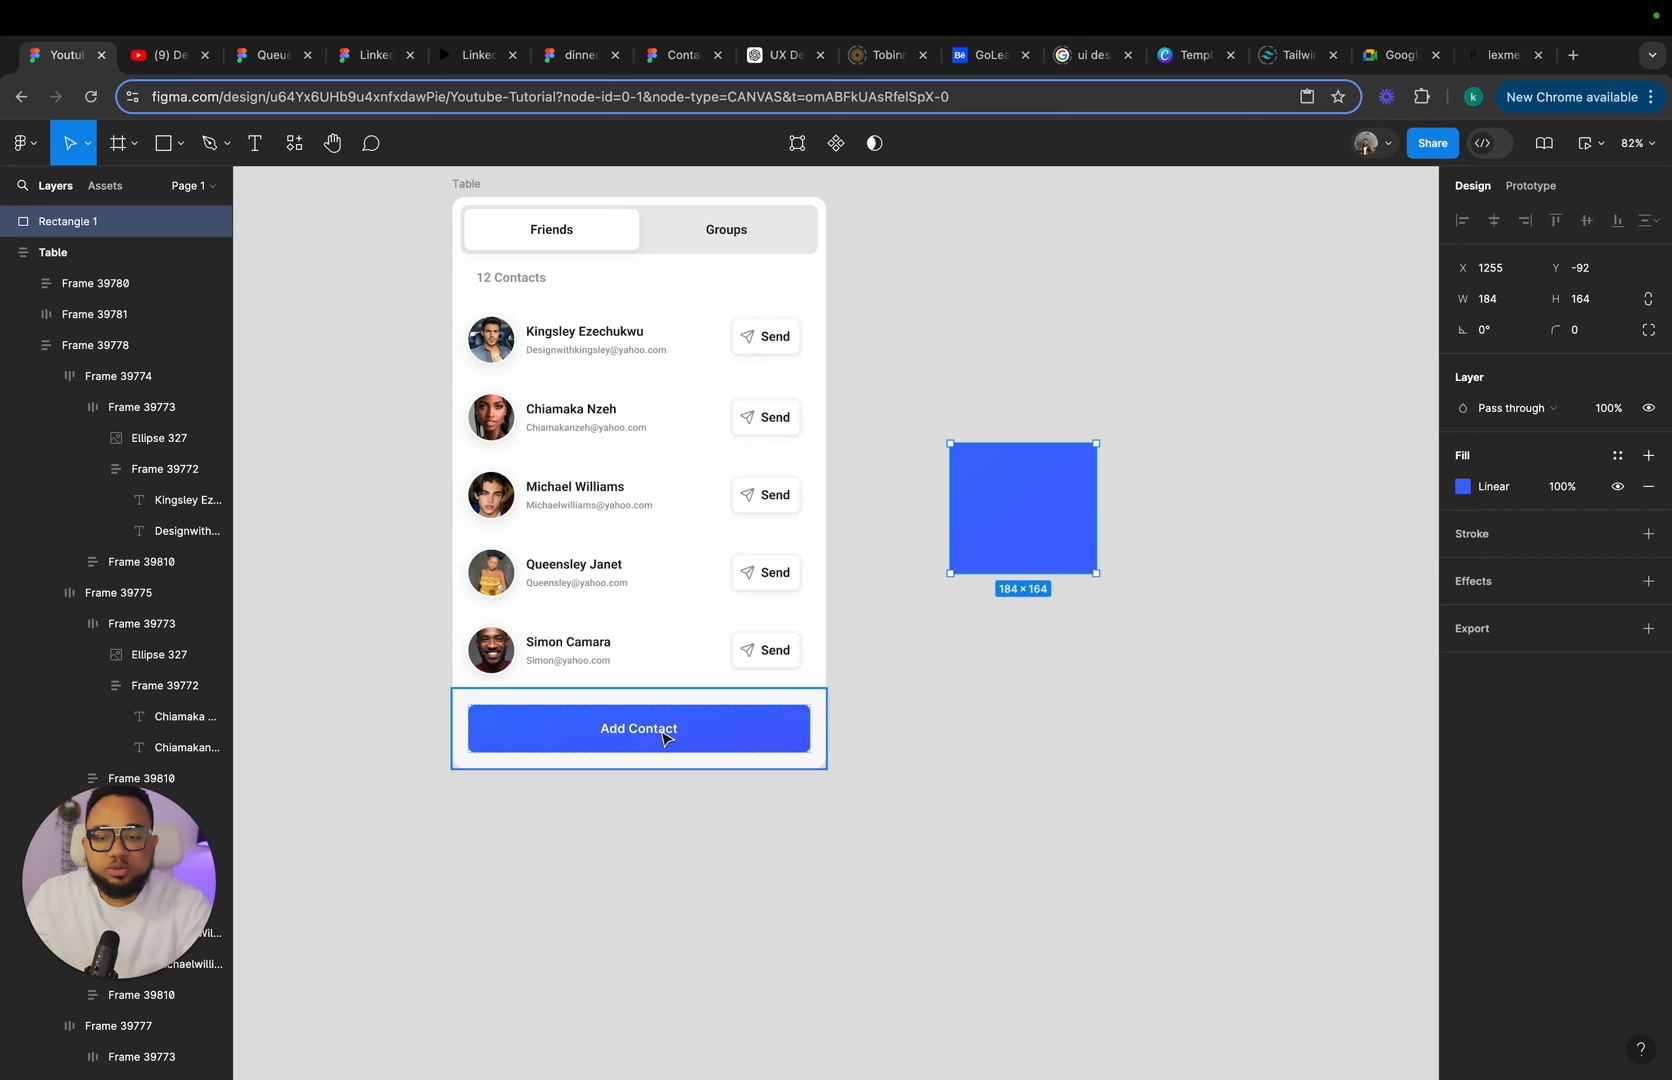 Youtul
(9) De
Queue
Linke
Linkec
dinner
Conta
UX De
Tobinr
GoLea
ui des
Templ
Tailwi
Googl
lexme
figma.com/design/u64Yx6UHb9u4xnfxdawPie/Youtube-Tutorial?node-id=0-1&node-type=CANVAS&t=omABFkUAsRfelSpX-0
k
New Chrome available
Share
82%
Layers
Assets
Page 1
Rectangle 1
Table
Frame 39780
Frame 39781
Frame 39778
Frame 39774
Frame 39773
Ellipse 327
Frame 39772
Kingsley Ez...
Designwith...
Frame 39810
Frame 39775
Frame 39773
Ellipse 327
Frame 39772
Chiamaka ...
Chiamakan...
Frame 39810
Wil...
chaelwilli...
Frame 39810
Frame 39777
Frame 39773
Table
Friends
Groups
12 Contacts
Kingsley Ezechukwu
Designwithkingsley@yahoo.com
Send
Chiamaka Nzeh
Chiamakanzeh@yahoo.com
Send
Michael Williams
Michaelwilliams@yahoo.com
Send
Queensley Janet
Queensley@yahoo.com
Send
Simon Camara
Simon@yahoo.com
Send
Add Contact
184 × 164
Design
Prototype
X 1255
Y -92
W 184
H 164
0°
0
Layer
Pass through
100%
Fill
Linear
100%
Stroke
Effects
Export
?